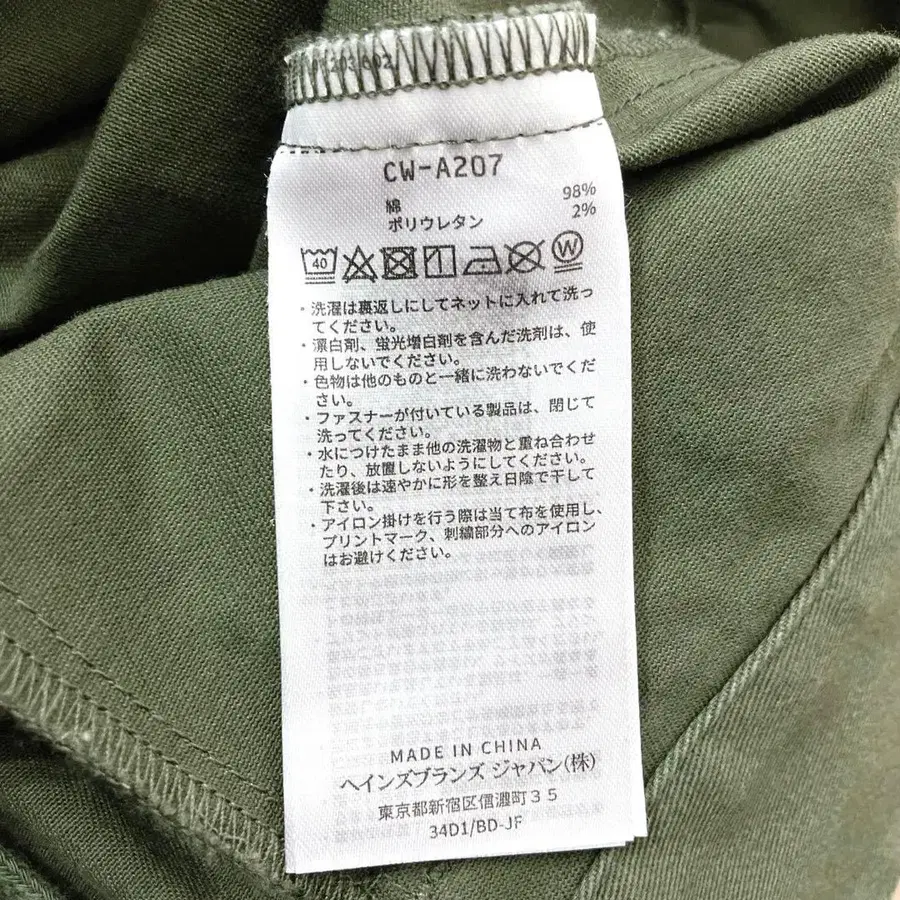 203 602
CW-A207
綿 98%
ポリウレタン 2%
40
W
・洗濯は裏返しにしてネットに入れて洗っ
てください。
・漂白剤、蛍光増白剤を含んだ洗剤は、使
用しないでください。
・色物は他のものと一緒に洗わないでくだ
さい。
・ファスナーが付いている製品は、閉じて
洗ってください。
・水につけたまま他の洗濯物と重ね合わせ
たり、放置しないようにしてください。
・洗濯後は速やかに形を整え日陰で干して
下さい。
・アイロン掛けを行う際は当て布を使用し、
プリントマーク、刺繍部分へのアイロン
はお避けください。
MADE IN CHINA
ヘインズブランズ ジャパン(株)
東京都新宿区信濃町35
34D1/BD-JF